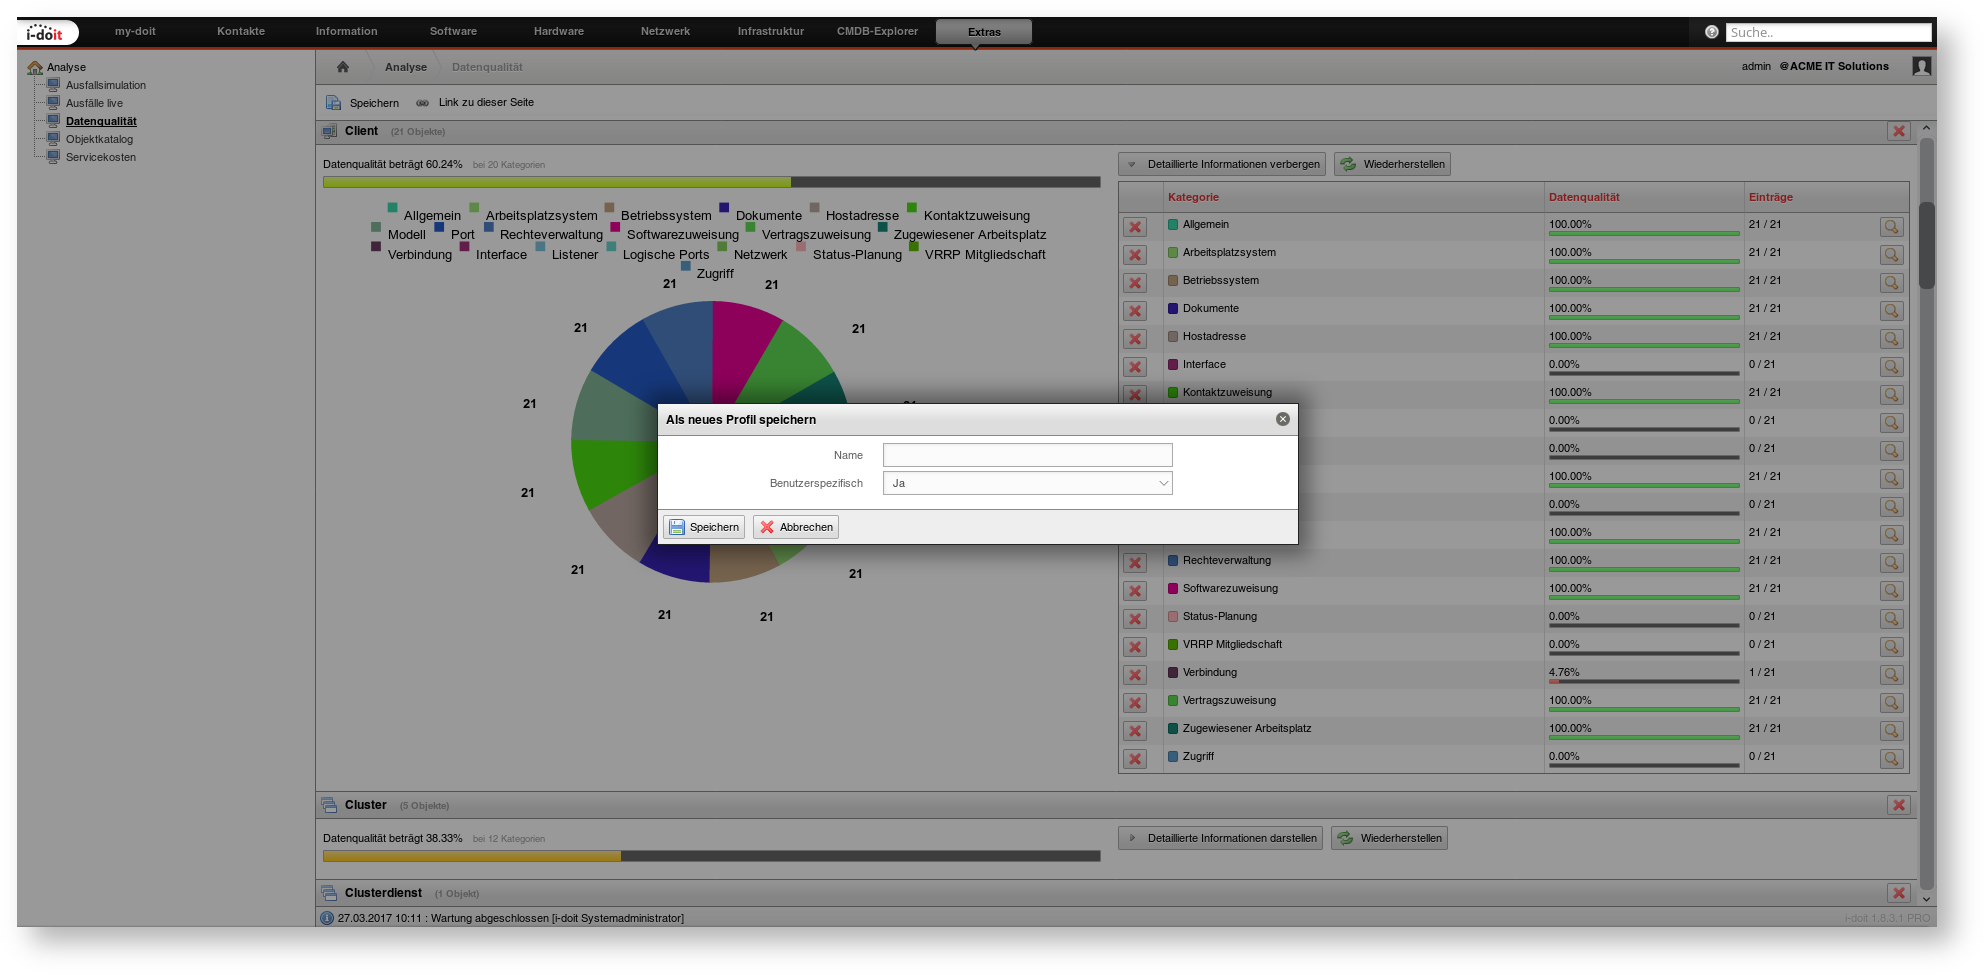 i-doit my-doit Kontakte Information Software Hardware Netzwerk Infrastruktur CMDB-Explorer Extras Suche..
Analyse
Ausfallsimulation
Ausfälle live
Datenqualität
Objektkatalog
Servicekosten
Analyse Datenqualität admin @ACME IT Solutions
Speichern Link zu dieser Seite
Client (21 Objekte)
Datenqualität beträgt 60.24% bei 20 Kategorien
Allgemein Arbeitsplatzsystem Betriebssystem Dokumente Hostadresse Kontaktzuweisung
Modell Port Rechteverwaltung Softwarezuweisung Vertragszuweisung Zugewiesener Arbeitsplatz
Verbindung Interface Listener Logische Ports Netzwerk Status-Planung VRRP Mitgliedschaft
Zugriff
21 21
21 21
21
21
21 21
21 21
Detaillierte Informationen verbergen Wiederherstellen
Kategorie Datenqualität Einträge
Allgemein 100.00% 21 / 21
Arbeitsplatzsystem 100.00% 21 / 21
Betriebssystem 100.00% 21 / 21
Dokumente 100.00% 21 / 21
Hostadresse 100.00% 21 / 21
Interface 0.00% 0 / 21
Kontaktzuweisung 100.00% 21 / 21
0.00% 0 / 21
0.00% 0 / 21
100.00% 21 / 21
0.00% 0 / 21
100.00% 21 / 21
Rechteverwaltung 100.00% 21 / 21
Softwarezuweisung 100.00% 21 / 21
Status-Planung 0.00% 0 / 21
VRRP Mitgliedschaft 0.00% 0 / 21
Verbindung 4.76% 1 / 21
Vertragszuweisung 100.00% 21 / 21
Zugewiesener Arbeitsplatz 100.00% 21 / 21
Zugriff 0.00% 0 / 21
Als neues Profil speichern
Name
Benutzerspezifisch Ja
Speichern Abbrechen
Cluster (5 Objekte)
Datenqualität beträgt 38.33% bei 12 Kategorien
Detaillierte Informationen darstellen Wiederherstellen
Clusterdienst (1 Objekt)
27.03.2017 10:11 : Wartung abgeschlossen [i-doit Systemadministrator] i-doit 1.8.3.1 PRO